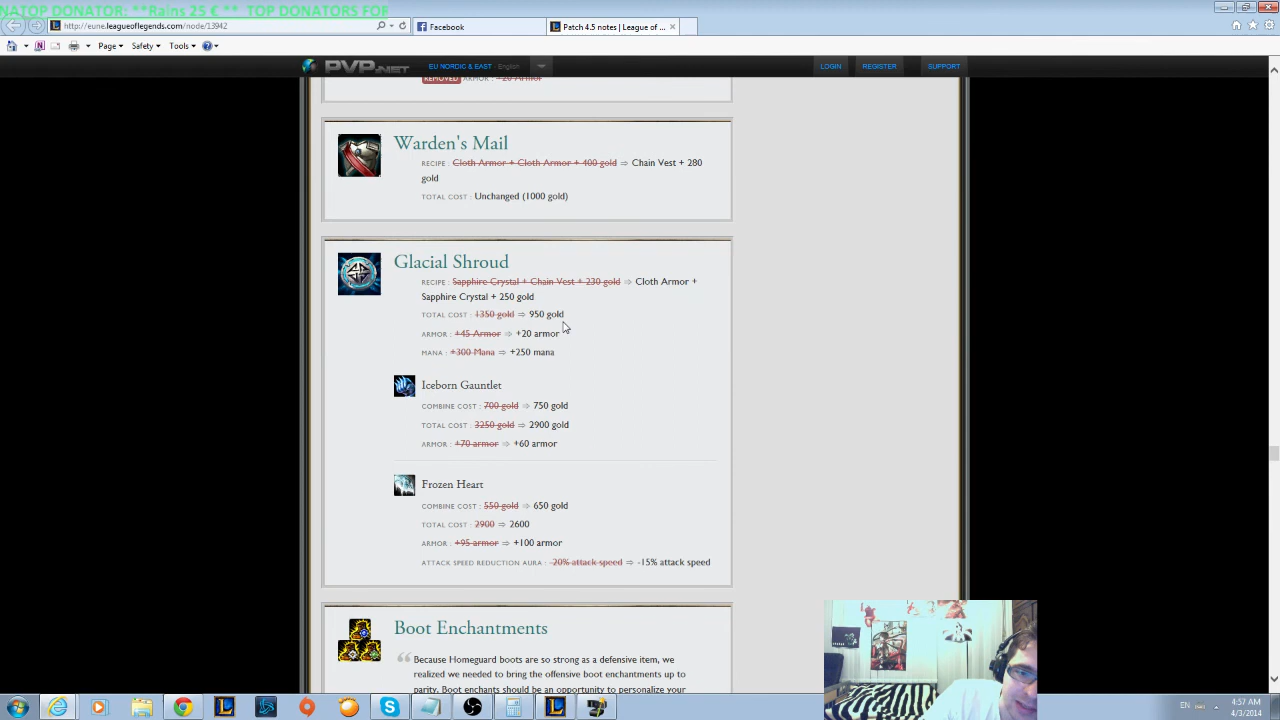 NATOP DONATOR: **Rains 25 € ** TOP DONATORS FOR
http://eune.leagueoflegends.com/node/13942
Facebook
Patch 4.5 notes | League of ...
Page
Safety
Tools
PVP.NET
EU NORDIC & EAST - English
LOGIN
REGISTER
SUPPORT
REMOVED ARMOR : +20 Armor
Warden's Mail
RECIPE : Cloth Armor + Cloth Armor + 400 gold ⇒ Chain Vest + 280
gold
TOTAL COST : Unchanged (1000 gold)
Glacial Shroud
RECIPE : Sapphire Crystal + Chain Vest + 230 gold ⇒ Cloth Armor +
Sapphire Crystal + 250 gold
TOTAL COST : 1350 gold ⇒ 950 gold
ARMOR : +45 Armor ⇒ +20 armor
MANA : +300 Mana ⇒ +250 mana
Iceborn Gauntlet
COMBINE COST : 700 gold ⇒ 750 gold
TOTAL COST : 3250 gold ⇒ 2900 gold
ARMOR : +70 armor ⇒ +60 armor
Frozen Heart
COMBINE COST : 550 gold ⇒ 650 gold
TOTAL COST : 2900 ⇒ 2600
ARMOR : +95 armor ⇒ +100 armor
ATTACK SPEED REDUCTION AURA : -20% attack speed ⇒ -15% attack speed
Boot Enchantments
Because Homeguard boots are so strong as a defensive item, we
realized we needed to bring the offensive boot enchantments up to
parity. Boot enchants should be an opportunity to personalize your
EN
4:57 AM
4/3/2014